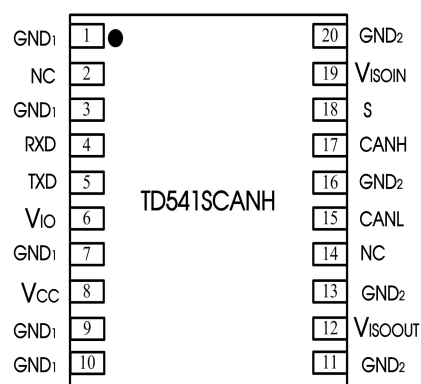 GND1 1 20 GND2
NC 2 19 VISOIN
GND1 3 18 S
RXD 4 17 CANH
TXD 5 16 GND2
TD541SCANH
VIO 6 15 CANL
GND1 7 14 NC
VCC 8 13 GND2
GND1 9 12 VISOOUT
GND1 10 11 GND2